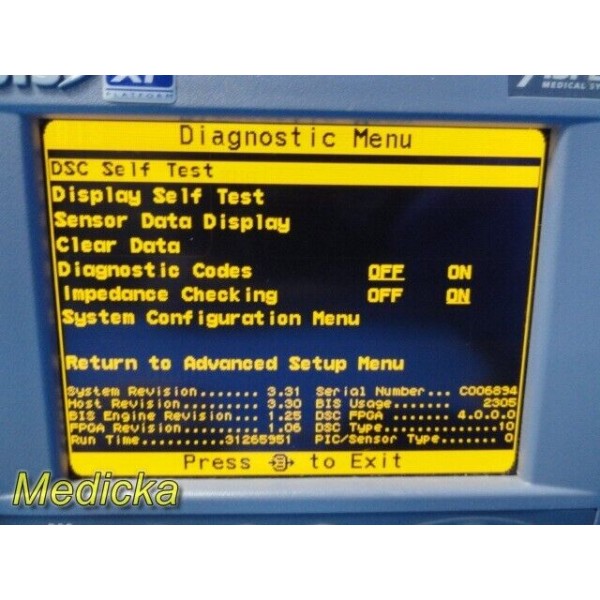 XP
PLATFORM
MEDICAL SY
Diagnostic Menu
DSC Self Test
Display Self Test
Sensor Data Display
Clear Data
Diagnostic Codes OFF ON
Impedance Checking OFF ON
System Configuration Menu
Return to Advanced Setup Menu
System Revision....... 3.31 Serial Number... C006894
Host Revision......... 3.30 BIS Usage....... 2305
BIS Engine Revision... 1.25 DSC FPGA..... 4.0.0.0
FPGA Revision......... 1.06 DSC Type..........10
Run Time..........31265951 PIC/Sensor Type.... 0
Press to Exit
Medicka